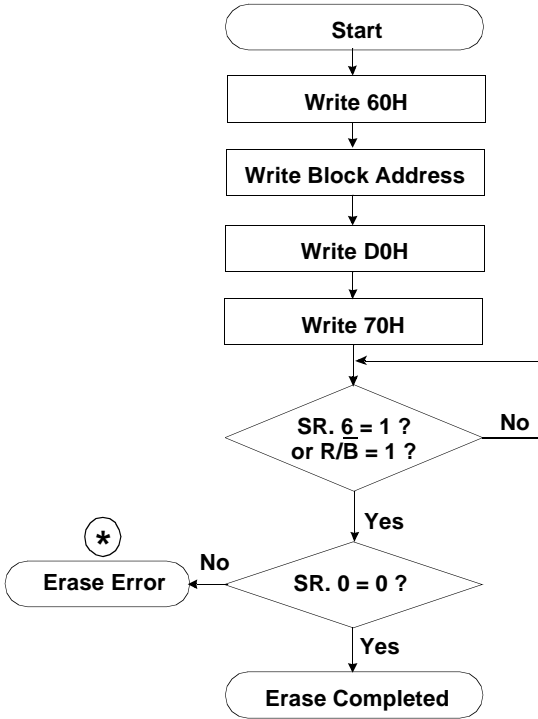 Start
Write 60H
Write Block Address
Write D0H
Write 70H
SR. 6 = 1 ?
or R/B̅ = 1 ?
No
Yes
*
No
Erase Error
SR. 0 = 0 ?
Yes
Erase Completed